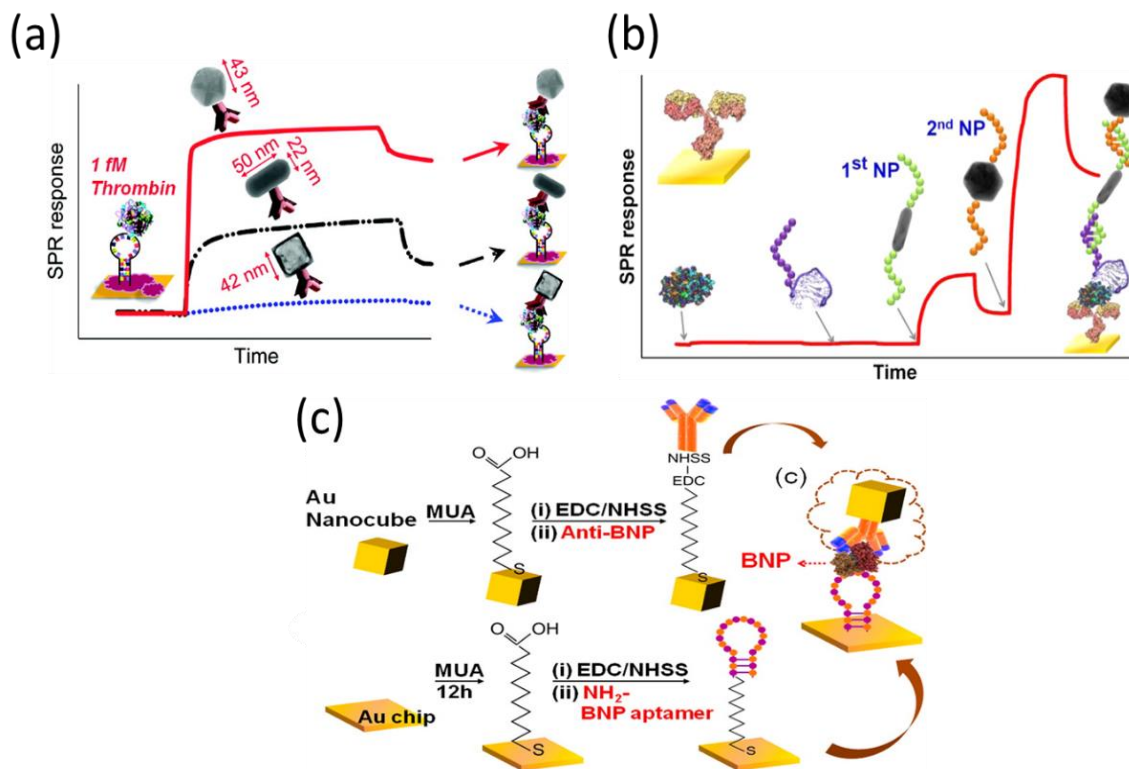 (a)
SPR response
43 nm
1 fM
Thrombin
50 nm
22 nm
42 nm
Time
(b)
SPR response
1st NP
2nd NP
Time
(c)
O
OH
S
Au
Nanocube
MUA
(i) EDC/NHSS
(ii) Anti-BNP
NHSS
EDC
S
(c)
BNP
O
OH
S
Au chip
MUA
12h
(i) EDC/NHSS
(ii) NH2-
BNP aptamer
S